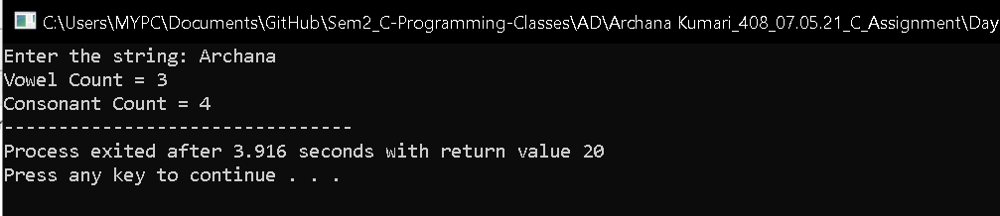 C:\Users\MYPC\Documents\GitHub\Sem2_C-Programming-Classes\AD\Archana Kumari_408_07.05.21_C_Assignment\Day
Enter the string: Archana
Vowel Count = 3
Consonant Count = 4
--------------------------------
Process exited after 3.916 seconds with return value 20
Press any key to continue . . .